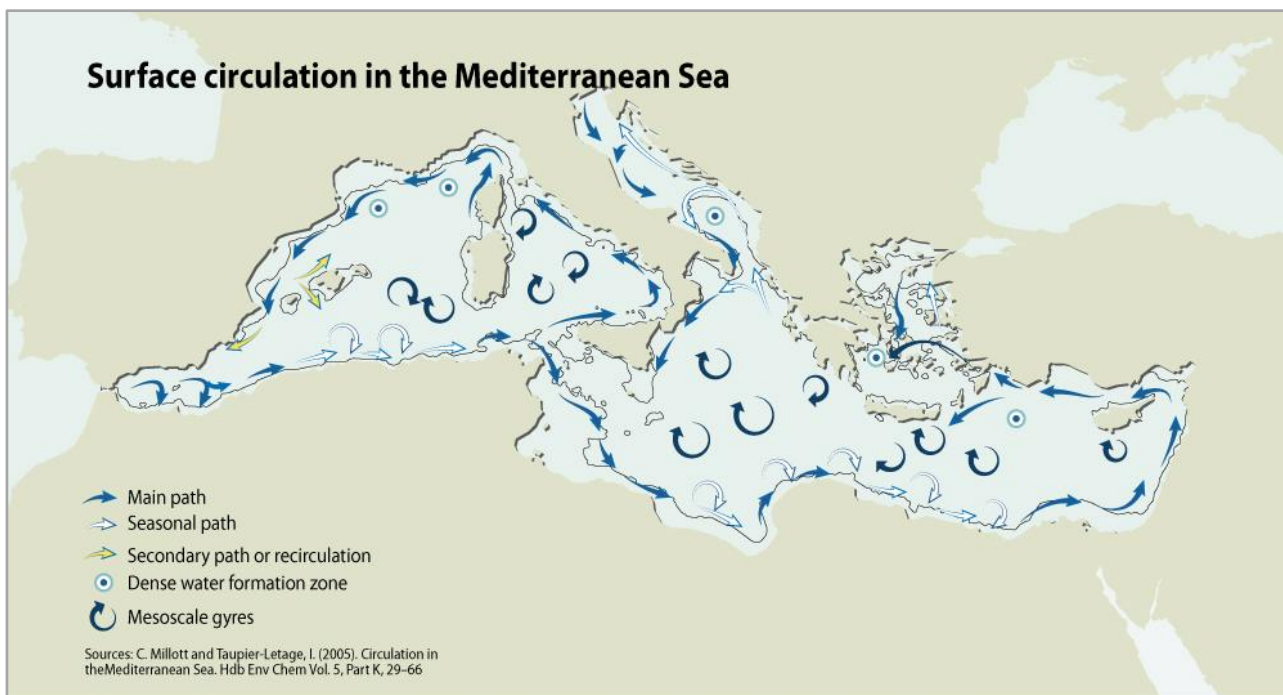 Surface circulation in the Mediterranean Sea
Main path
Seasonal path
Secondary path or recirculation
Dense water formation zone
Mesoscale gyres
Sources: C. Millott and Taupier-Letage, I. (2005). Circulation in
theMediterranean Sea. Hdb Env Chem Vol. 5, Part K, 29–66